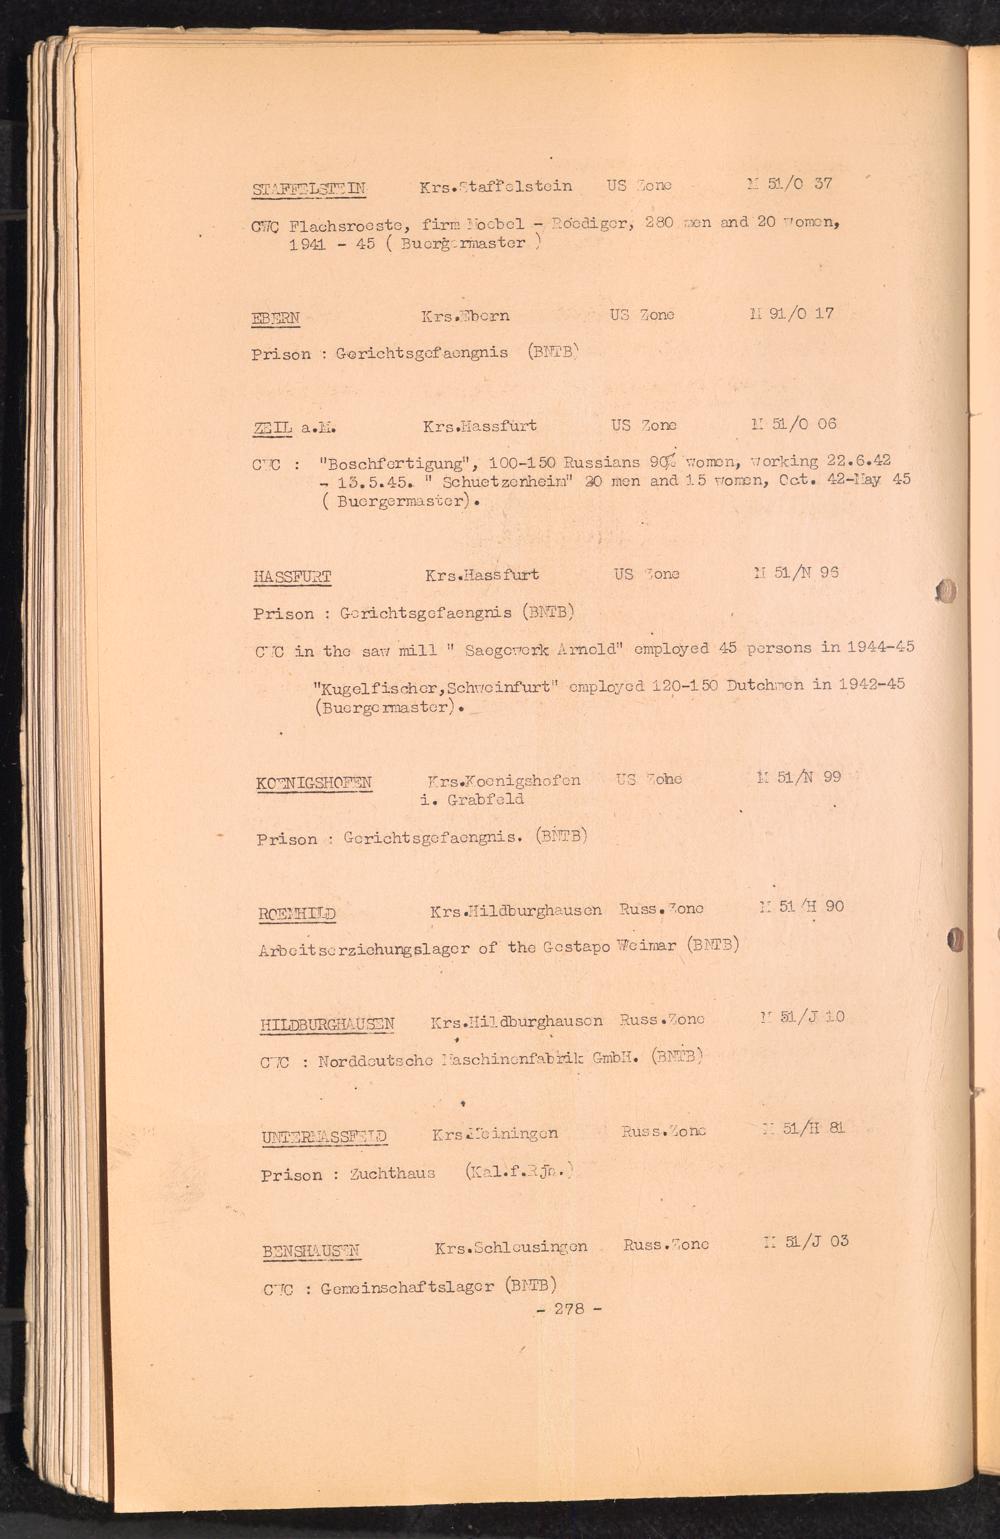 STAFFELSTEIN Krs.Staffelstein US Zone M 51/O 37
CWC Flachsroeste, firm Noebel - Roediger, 280 men and 20 women,
1941 - 45 ( Buergermaster )
EBERN Krs.Ebern US Zone M 91/O 17
Prison : Gerichtsgefaengnis (BNTB)
ZEIL a.M. Krs.Hassfurt US Zone M 51/O 06
CWC : "Boschfertigung", 100-150 Russians 90% women, working 22.6.42
- 13.5.45. " Schuetzenheim" 20 men and 15 women, Oct. 42-May 45
( Buergermaster).
HASSFURT Krs.Hassfurt US Zone M 51/N 96
Prison : Gerichtsgefaengnis (BNTB)
CWC in the saw mill " Saegewerk Arnold" employed 45 persons in 1944-45
"Kugelfischer,Schweinfurt" employed 120-150 Dutchmen in 1942-45
(Buergermaster).
KOENIGSHOFEN Krs.Koenigshofen US Zone M 51/N 99
i. Grabfeld
Prison : Gerichtsgefaengnis. (BNTB)
ROEMHILD Krs.Hildburghausen Russ.Zone M 51/H 90
Arbeitserziehungslager of the Gestapo Weimar (BNTB)
HILDBURGHAUSEN Krs.Hildburghausen Russ.Zone M 51/J 10
CWC : Norddeutsche Maschinenfabrik GmbH. (BNTB)
UNTERMASSFELD Krs.Meiningen Russ.Zone M 51/H 81
Prison : Zuchthaus (Kal.f.Rjh.)
BENSHAUSEN Krs.Schleusingen Russ.Zone M 51/J 03
CWC : Gemeinschaftslager (BNTB)
- 278 -